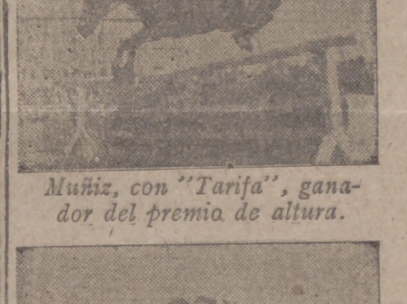 Muñiz, con "Tarifa", gana-
dor del premio de altura.